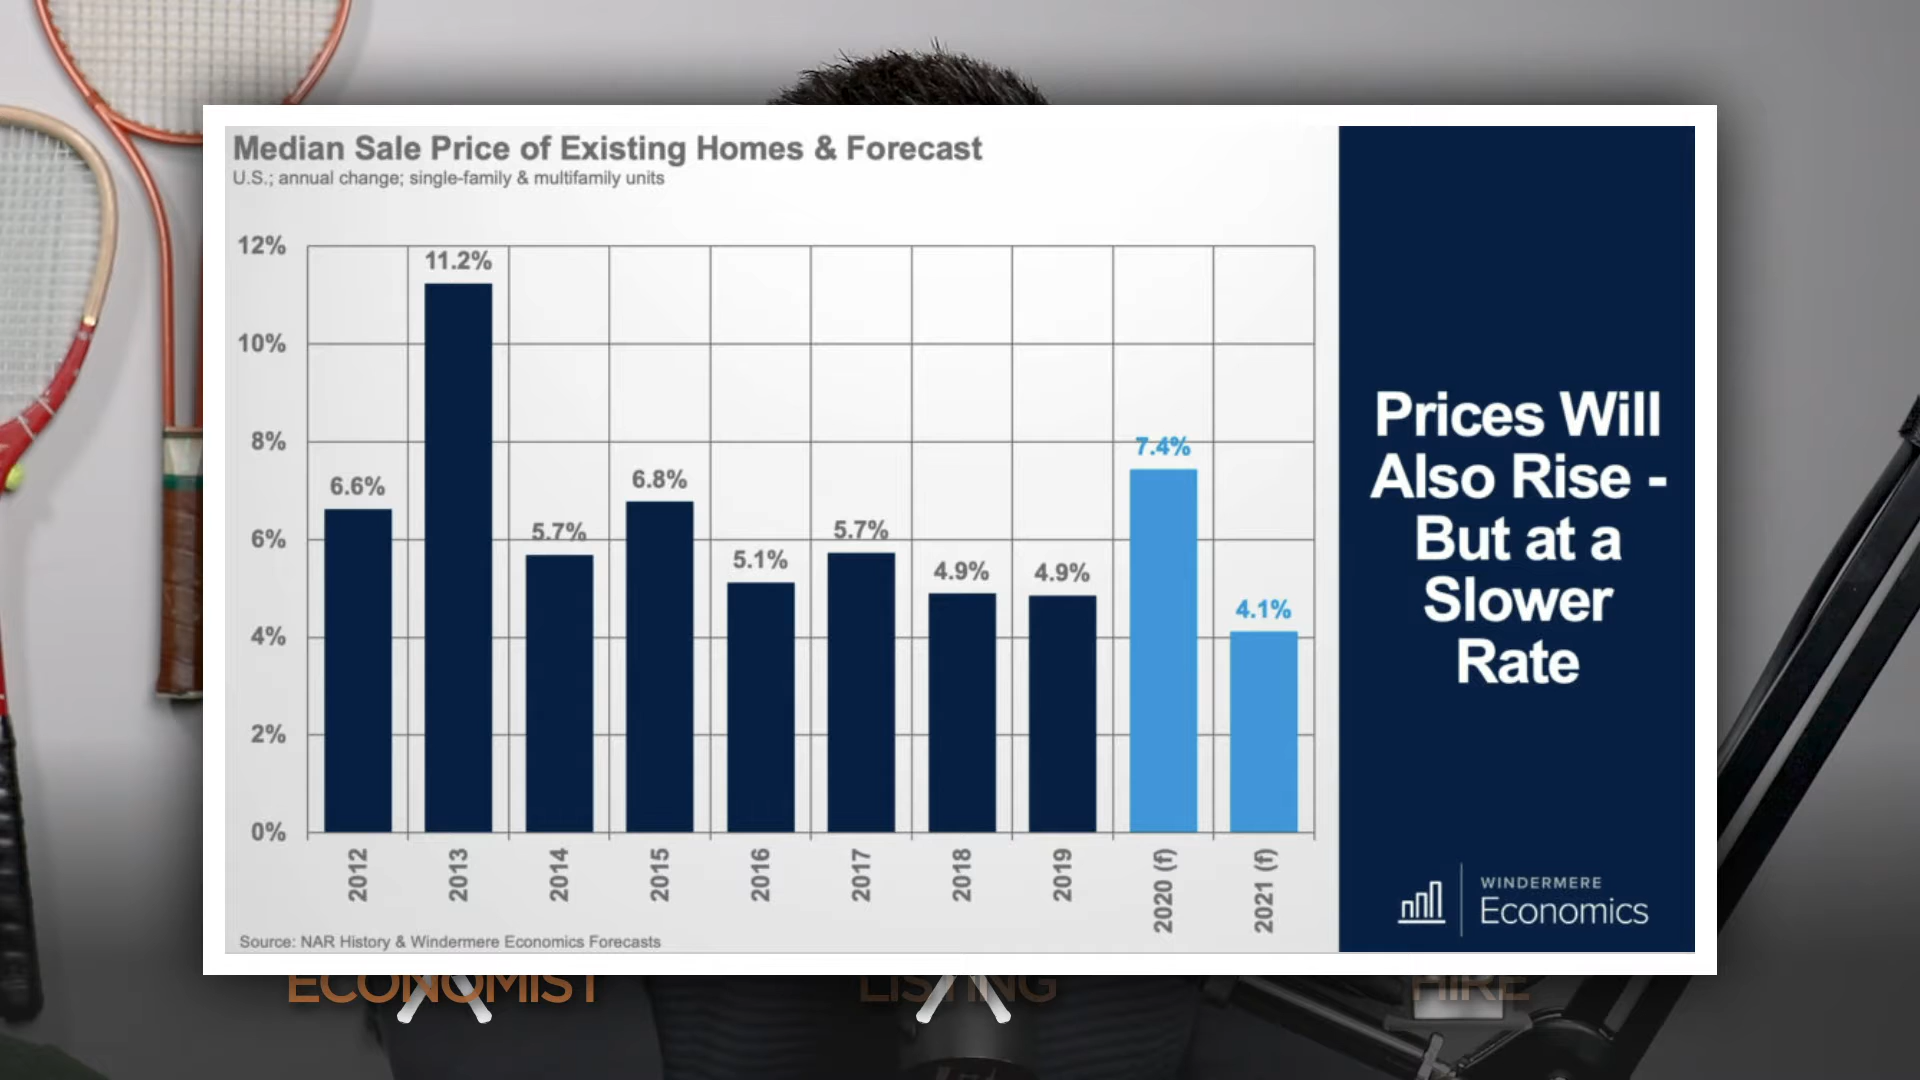 Median Sale Price of Existing Homes & Forecast
U.S.; annual change; single-family & multifamily units
12%
10%
8%
6%
4%
2%
0%
6.6%
11.2%
5.7%
6.8%
5.1%
5.7%
4.9%
4.9%
7.4%
4.1%
2012
2013
2014
2015
2016
2017
2018
2019
2020 (f)
2021 (f)
Source: NAR History & Windermere Economics Forecasts
Prices Will
Also Rise -
But at a
Slower
Rate
WINDERMERE
Economics
ECONOMIST
LISTING
HIRE